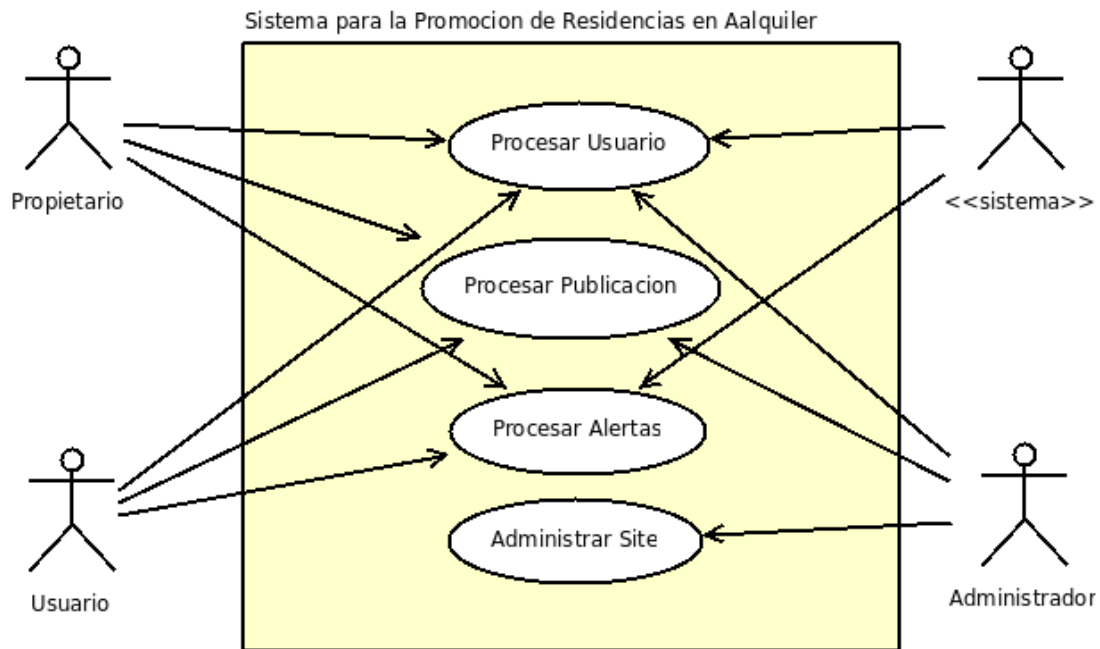 Sistema para la Promocion de Residencias en Aalquiler
Procesar Usuario
Propietario
<<sistema>>
Procesar Publicacion
Procesar Alertas
Administrar Site
Usuario
Administrador